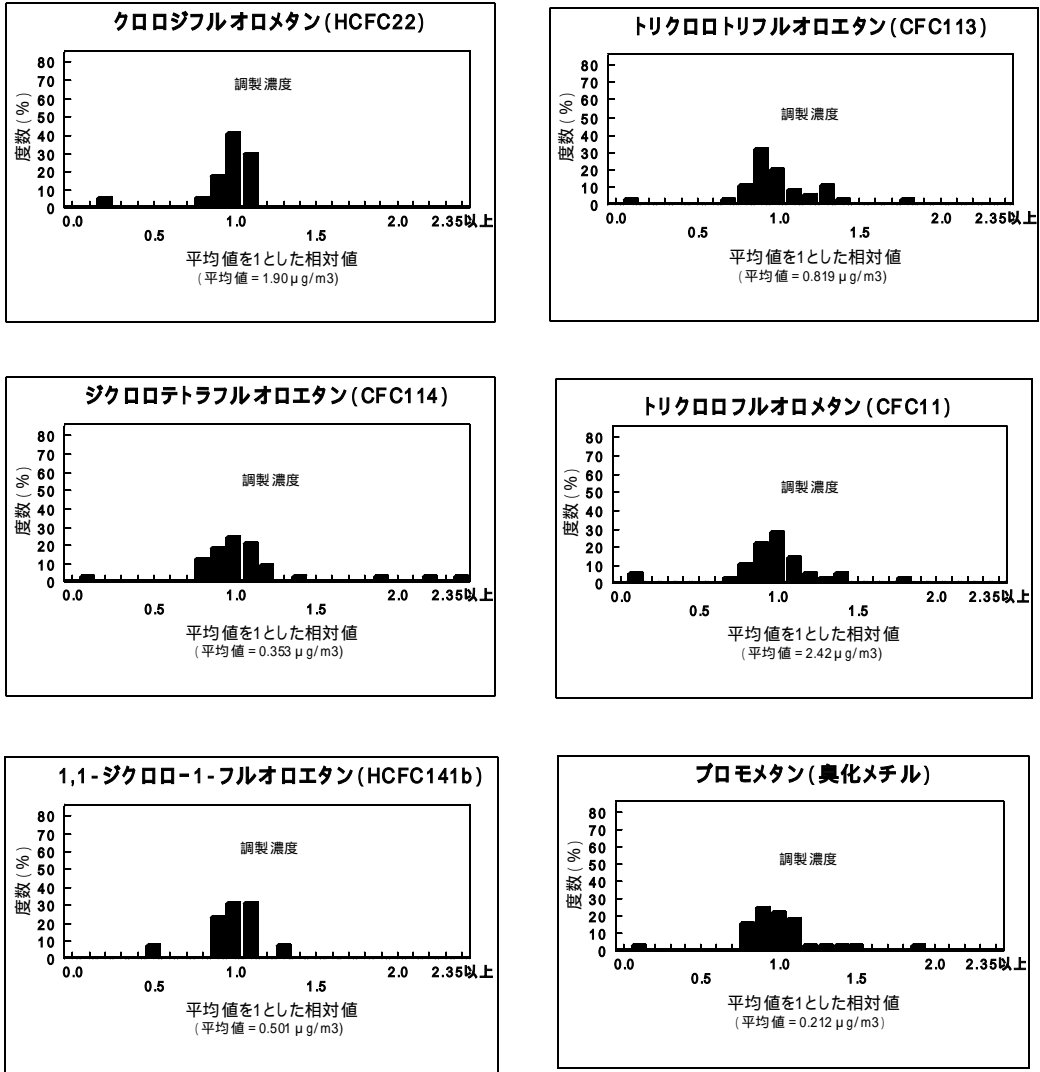 クロロジフルオロメタン(HCFC22)
度数(%)
80
70
60
50
40
30
20
10
0
調製濃度
0.0 1.0 2.0 2.35以上
0.5 1.5
平均値を1とした相対値
(平均値=1.90μg/m3)
トリクロロトリフルオロエタン(CFC113)
度数(%)
80
70
60
50
40
30
20
10
0
調製濃度
0.0 1.0 2.0 2.35以上
0.5 1.5
平均値を1とした相対値
(平均値=0.819μg/m3)
ジクロロテトラフルオロエタン(CFC114)
度数(%)
80
70
60
50
40
30
20
10
0
調製濃度
0.0 1.0 2.0 2.35以上
0.5 1.5
平均値を1とした相対値
(平均値=0.353μg/m3)
トリクロロフルオロメタン(CFC11)
度数(%)
80
70
60
50
40
30
20
10
0
調製濃度
0.0 1.0 2.0 2.35以上
0.5 1.5
平均値を1とした相対値
(平均値=2.42μg/m3)
1,1-ジクロロー1-フルオロエタン(HCFC141b)
度数(%)
80
70
60
50
40
30
20
10
0
調製濃度
0.0 1.0 2.0 2.35以上
0.5 1.5
平均値を1とした相対値
(平均値=0.501μg/m3)
ブロモメタン(臭化メチル)
度数(%)
80
70
60
50
40
30
20
10
0
調製濃度
0.0 1.0 2.0 2.35以上
0.5 1.5
平均値を1とした相対値
(平均値=0.212μg/m3)